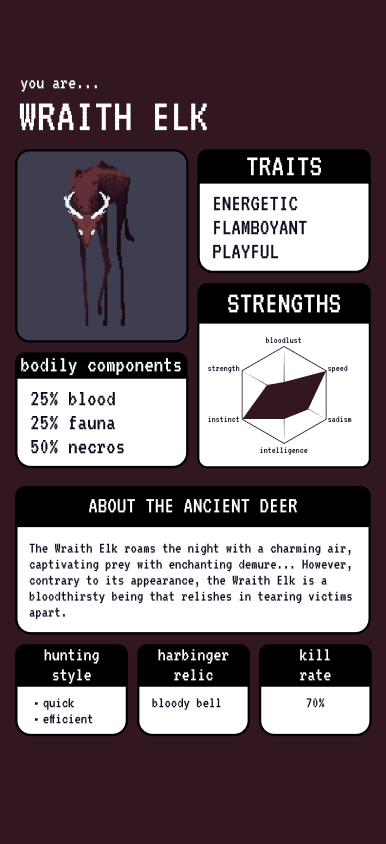 you are...
WRAITH ELK
TRAITS
ENERGETIC
FLAMBOYANT
PLAYFUL
STRENGTHS
bloodlust
strength
speed
instinct
sadism
intelligence
bodily components
25% blood
25% fauna
50% necros
ABOUT THE ANCIENT DEER
The Wraith Elk roams the night with a charming air,
captivating prey with enchanting demure... However,
contrary to its appearance, the Wraith Elk is a
bloodthirsty being that relishes in tearing victims
apart.
hunting
style
• quick
• efficient
harbinger
relic
bloody bell
kill
rate
70%